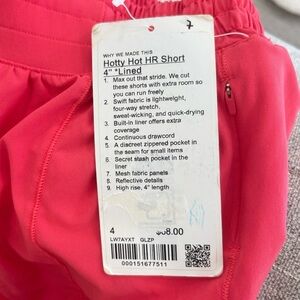 7
WHY WE MADE THIS
Hotty Hot HR Short
4" *Lined
1. Max out that stride. We cut
these shorts with extra room so
you can run freely
2. Swift fabric is lightweight,
four-way stretch,
sweat-wicking, and quick-drying
3. Built-in liner offers extra
coverage
4. Continuous drawcord
5. A discreet zippered pocket in
the seam for small items
6. Secret stash pocket in the
liner
7. Mesh fabric panels
8. Reflective details
9. High rise, 4" length
4 $68.00
LW7AYXT GLZP
000151677511